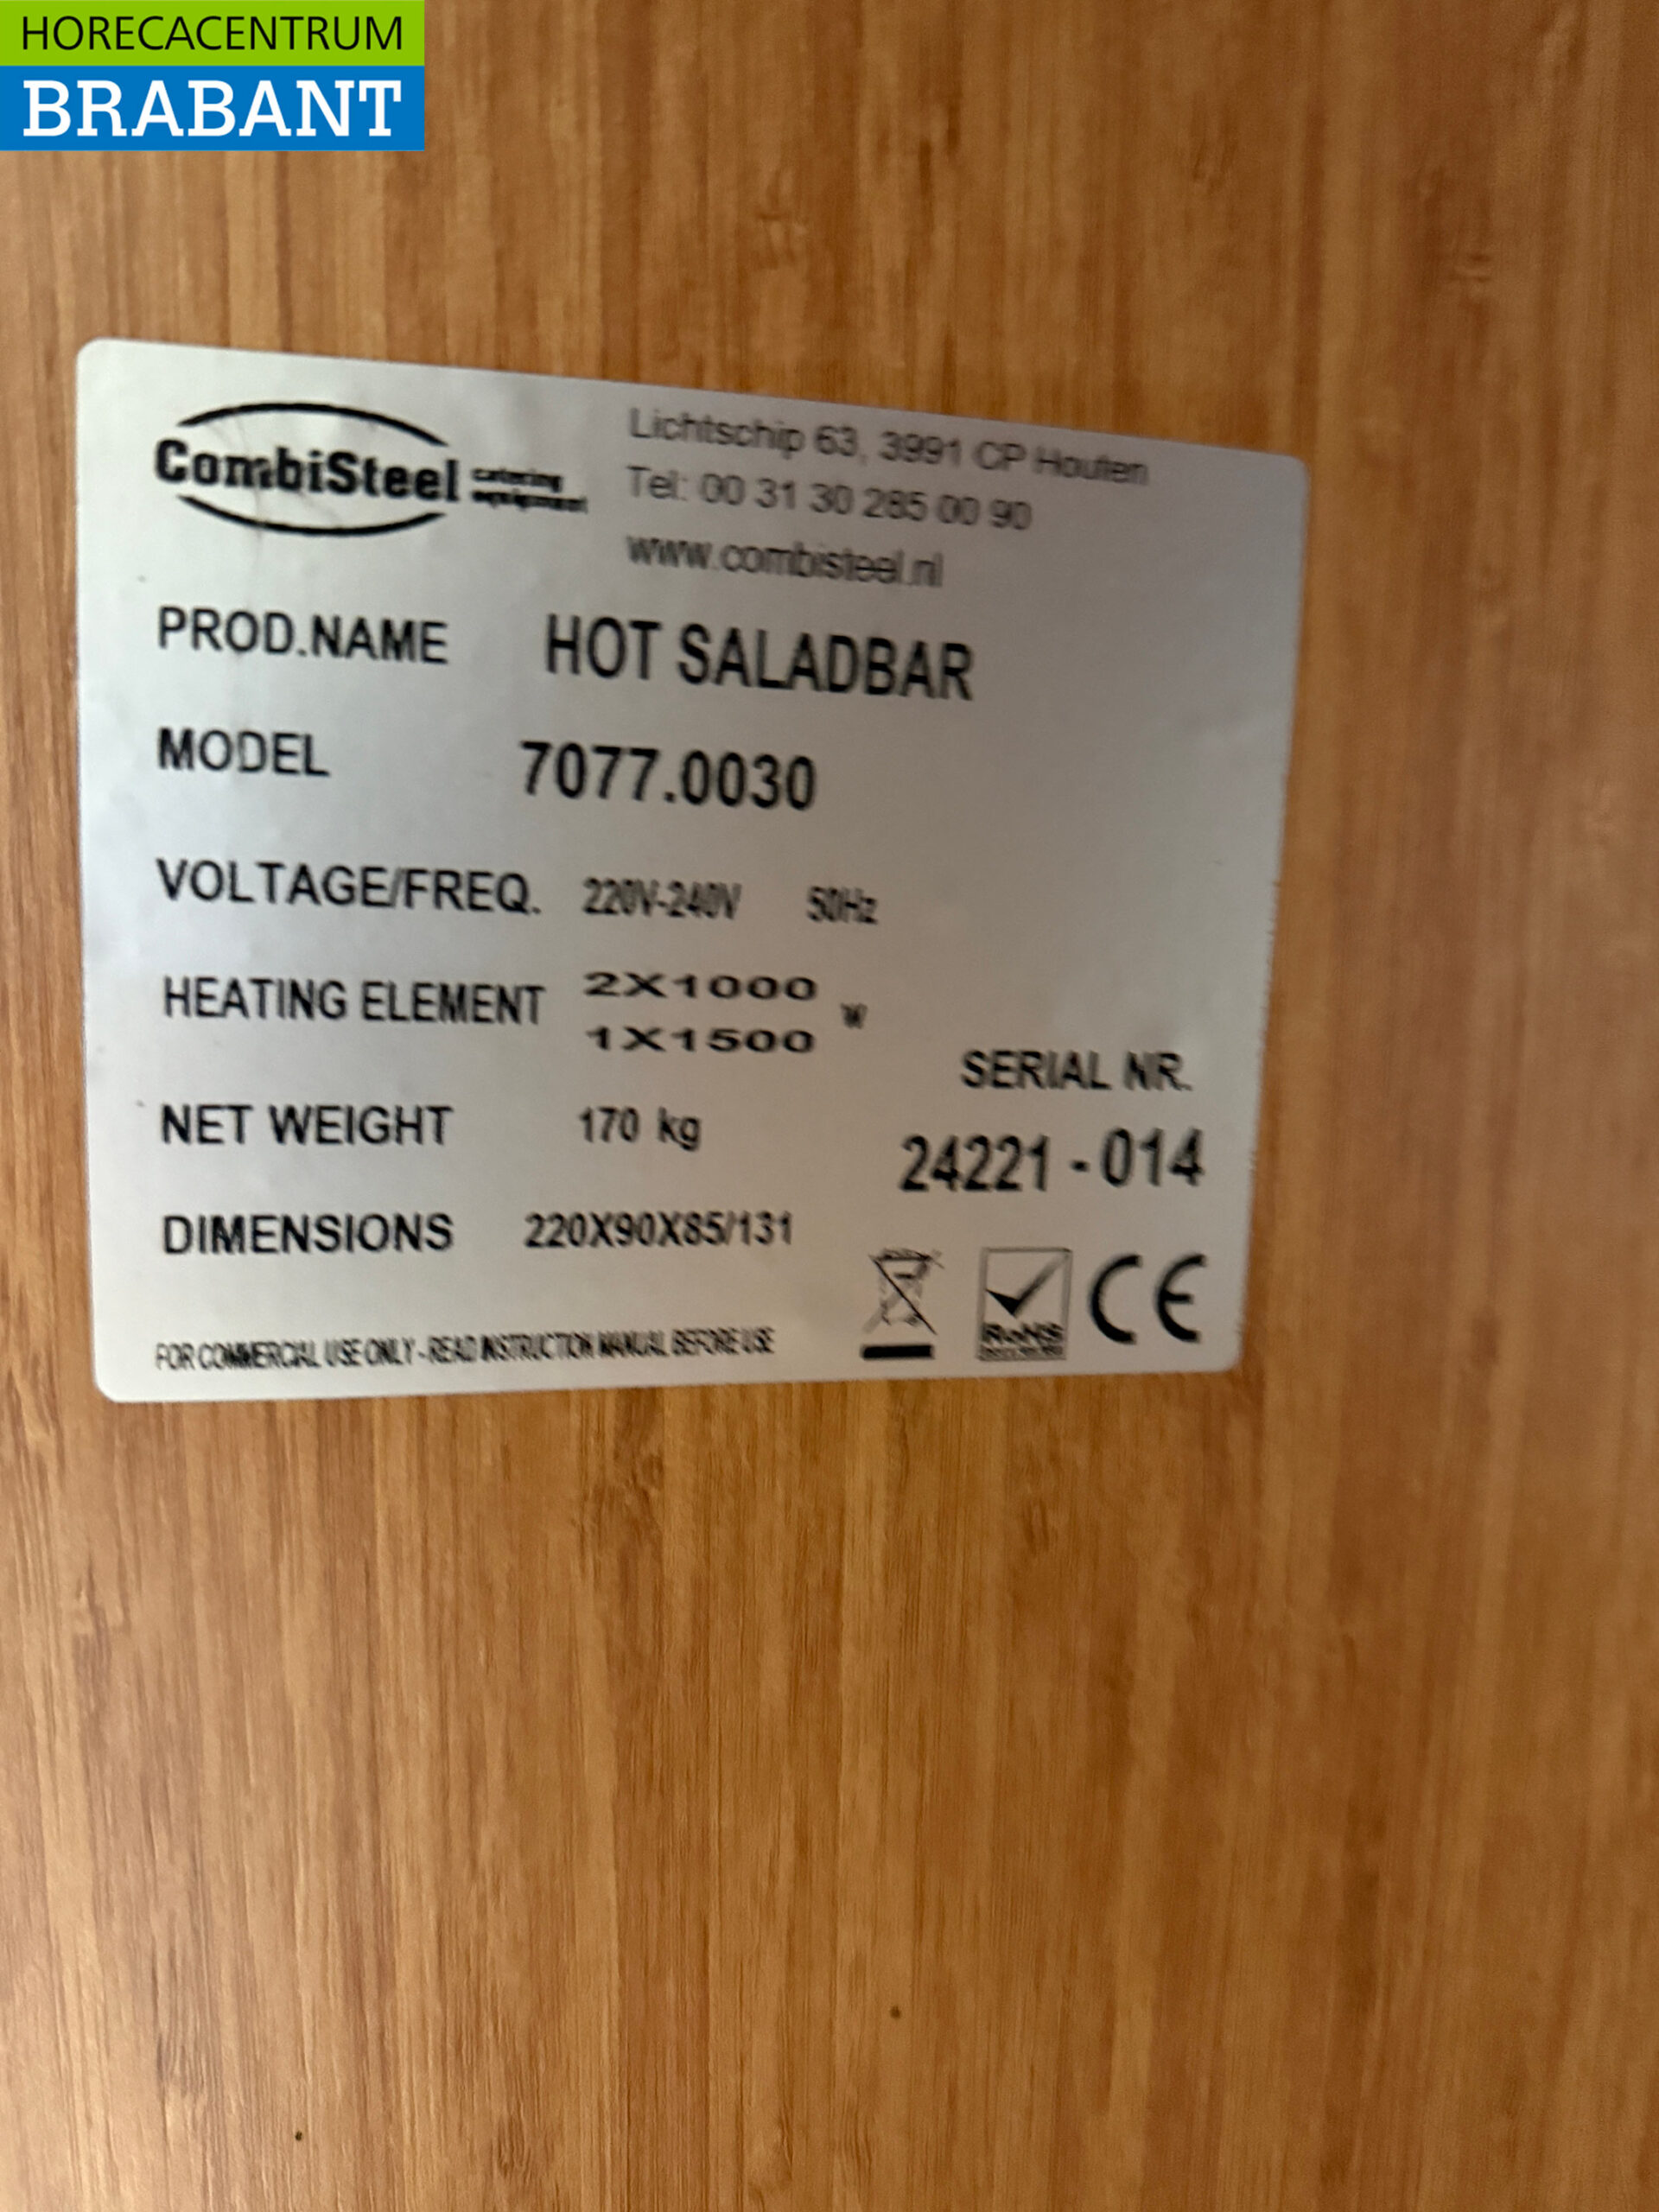 HORECACENTRUM
BRABANT
CombiSteel catering equipment
Lichtschip 63, 3991 CP Houten
Tel: 00 31 30 285 00 90
www.combisteel.nl
PROD.NAME HOT SALADBAR
MODEL 7077.0030
VOLTAGE/FREQ. 220V-240V 50Hz
HEATING ELEMENT 2X1000
1X1500 W
SERIAL NR.
NET WEIGHT 170 kg
24221 - 014
DIMENSIONS 220X90X85/131
FOR COMMERCIAL USE ONLY - READ INSTRUCTION MANUAL BEFORE USE
RoHS
CE